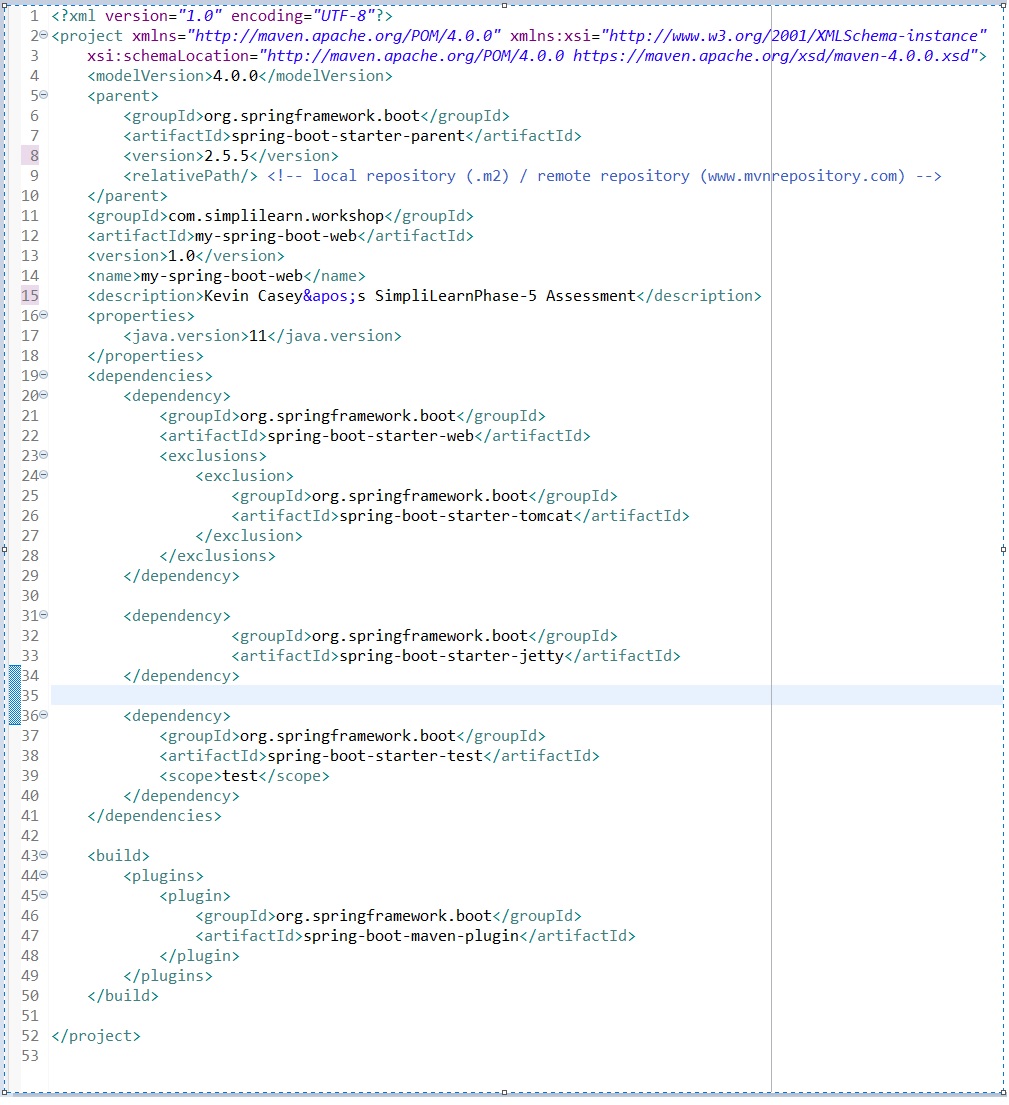 1 <?xml version="1.0" encoding="UTF-8"?>
2 <project xmlns="http://maven.apache.org/POM/4.0.0" xmlns:xsi="http://www.w3.org/2001/XMLSchema-instance"
3     xsi:schemaLocation="http://maven.apache.org/POM/4.0.0 https://maven.apache.org/xsd/maven-4.0.0.xsd">
4     <modelVersion>4.0.0</modelVersion>
5     <parent>
6         <groupId>org.springframework.boot</groupId>
7         <artifactId>spring-boot-starter-parent</artifactId>
8         <version>2.5.5</version>
9         <relativePath/> <!-- local repository (.m2) / remote repository (www.mvnrepository.com) -->
10     </parent>
11     <groupId>com.simplilearn.workshop</groupId>
12     <artifactId>my-spring-boot-web</artifactId>
13     <version>1.0</version>
14     <name>my-spring-boot-web</name>
15     <description>Kevin Casey&apos;s SimpliLearnPhase-5 Assessment</description>
16     <properties>
17         <java.version>11</java.version>
18     </properties>
19     <dependencies>
20         <dependency>
21             <groupId>org.springframework.boot</groupId>
22             <artifactId>spring-boot-starter-web</artifactId>
23             <exclusions>
24                 <exclusion>
25                     <groupId>org.springframework.boot</groupId>
26                     <artifactId>spring-boot-starter-tomcat</artifactId>
27                 </exclusion>
28             </exclusions>
29         </dependency>
30
31         <dependency>
32                     <groupId>org.springframework.boot</groupId>
33                     <artifactId>spring-boot-starter-jetty</artifactId>
34         </dependency>
35
36         <dependency>
37             <groupId>org.springframework.boot</groupId>
38             <artifactId>spring-boot-starter-test</artifactId>
39             <scope>test</scope>
40         </dependency>
41     </dependencies>
42
43     <build>
44         <plugins>
45             <plugin>
46                 <groupId>org.springframework.boot</groupId>
47                 <artifactId>spring-boot-maven-plugin</artifactId>
48             </plugin>
49         </plugins>
50     </build>
51
52 </project>
53